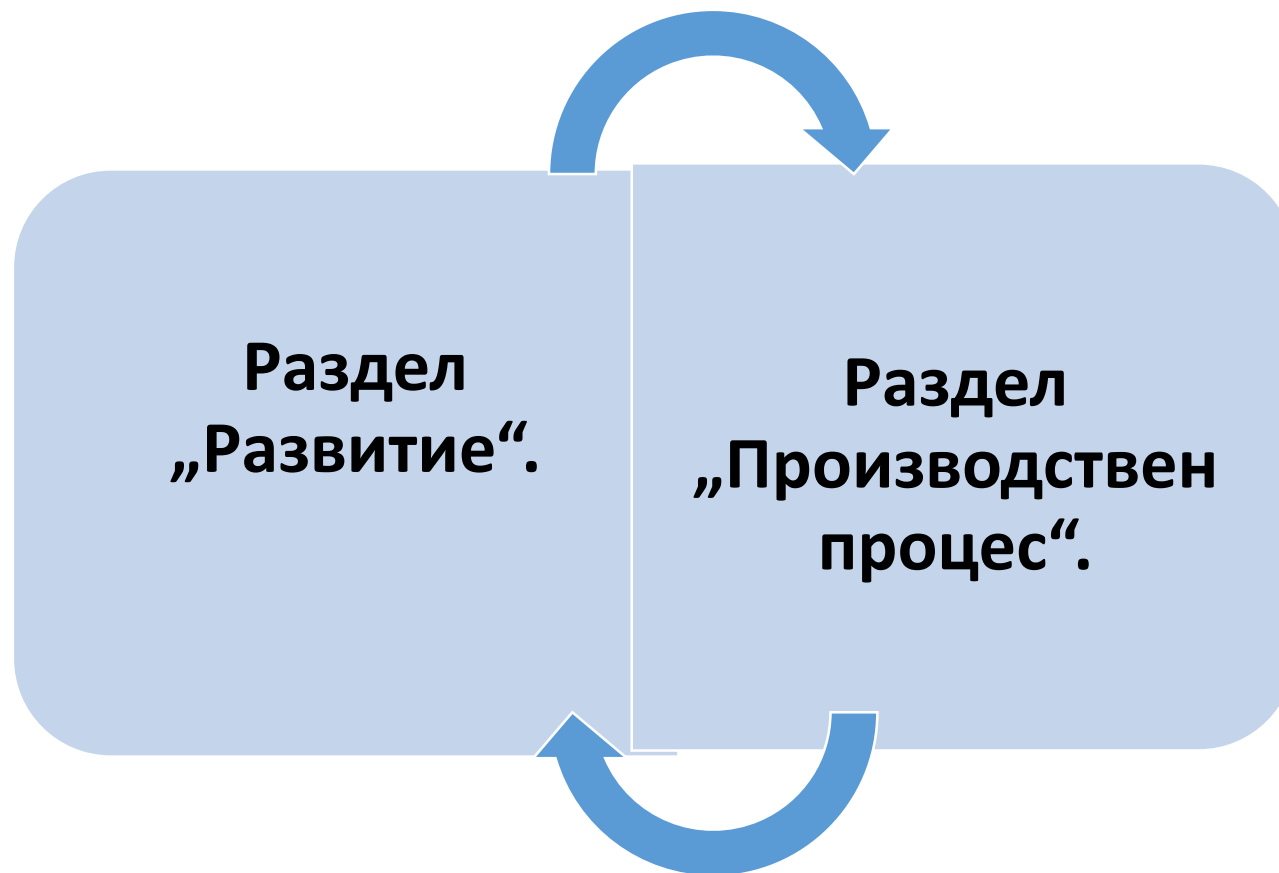 Раздел
„Развитие“.
Раздел
„Производствен
процес“.